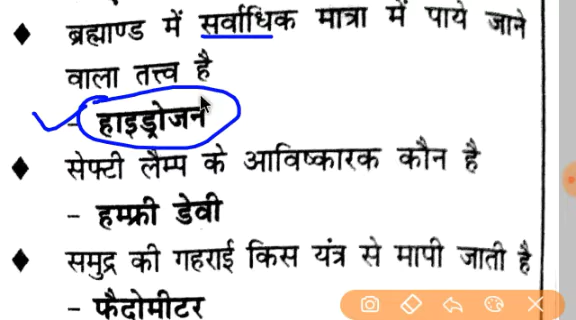 ♦ ब्रह्माण्ड में सर्वाधिक मात्रा में पाये जाने
वाला तत्त्व है
- हाइड्रोजन
♦ सेफ्टी लैम्प के आविष्कारक कौन है
- हम्फ्री डेवी
♦ समुद्र की गहराई किस यंत्र से मापी जाती है
- फैदोमीटर